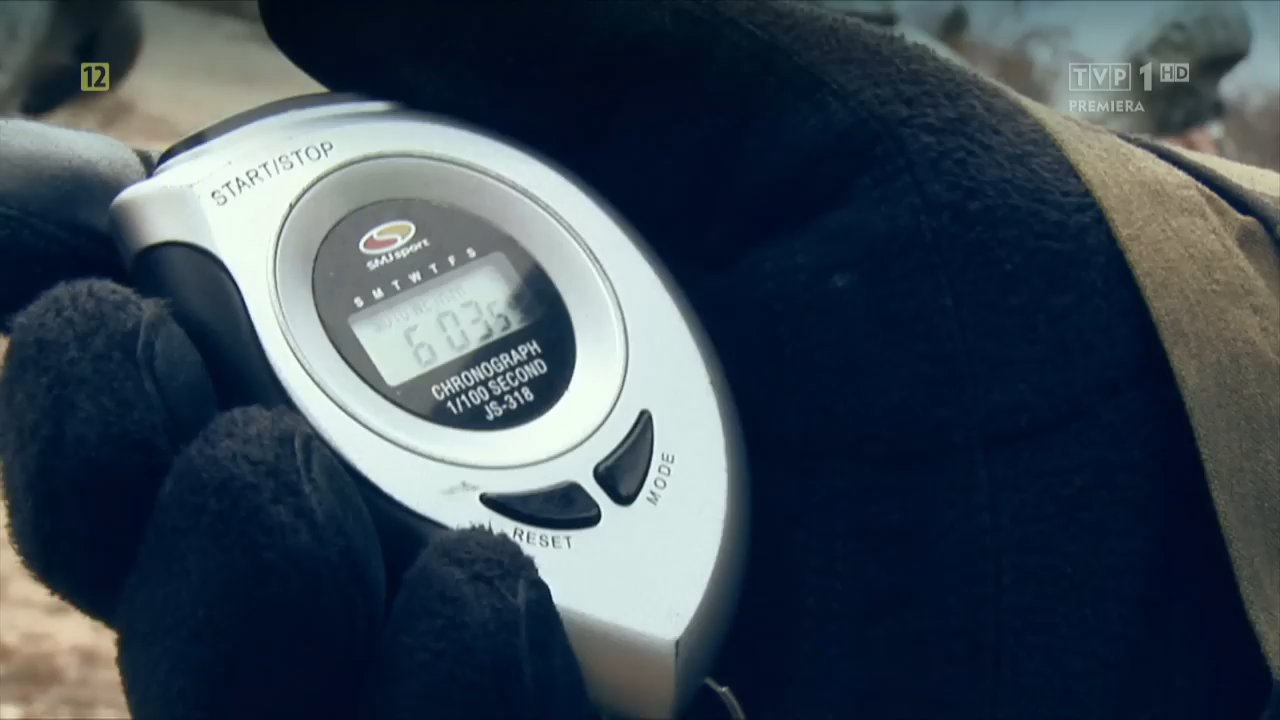 12
TVP 1 HD
PREMIERA
START/STOP
SMJ sport
S M T W T F S
6 03
CHRONOGRAPH
1/100 SECOND
JS-318
MODE
RESET